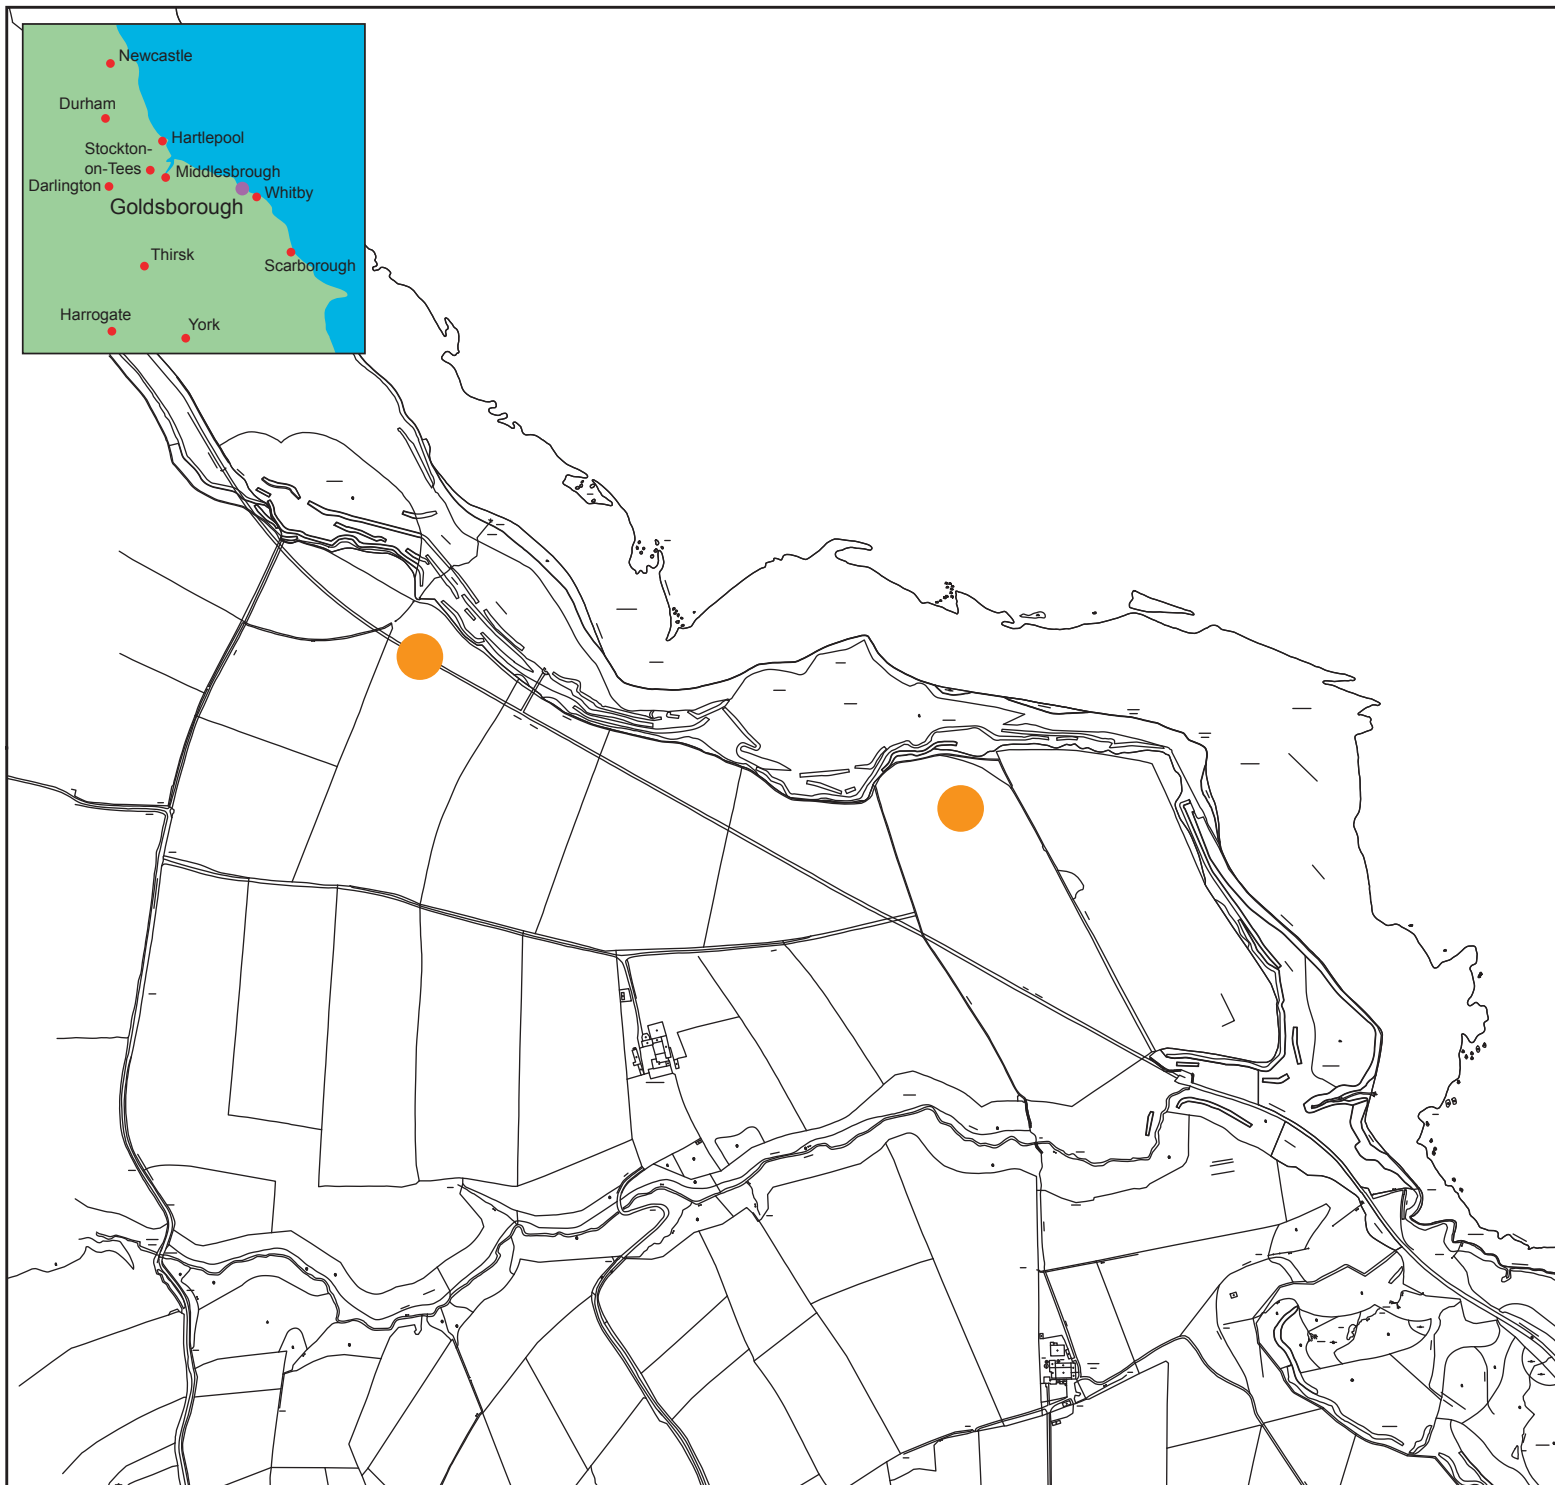 Newcastle
Durham
Hartlepool
Stockton-
on-Tees
Middlesbrough
Darlington
Whitby
Goldsborough
Thirsk
Scarborough
Harrogate
York